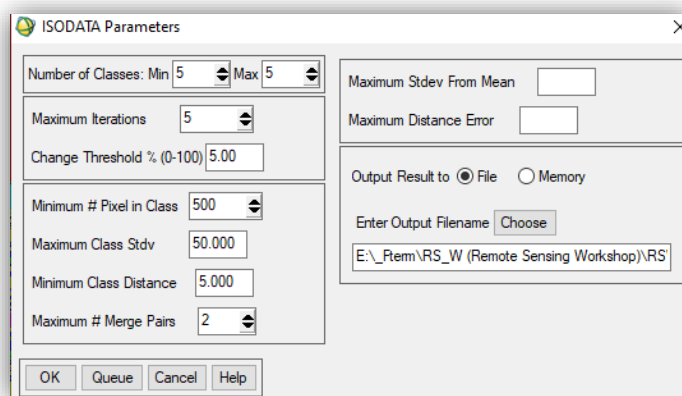 ISODATA Parameters
Number of Classes: Min 5 Max 5
Maximum Iterations 5
Change Threshold % (0-100) 5.00
Minimum # Pixel in Class 500
Maximum Class Stdv 50.000
Minimum Class Distance 5.000
Maximum # Merge Pairs 2
Maximum Stdev From Mean
Maximum Distance Error
Output Result to File Memory
Enter Output Filename Choose
E:\_Fterm\RS_W (Remote Sensing Workshop)\RS
OK Queue Cancel Help